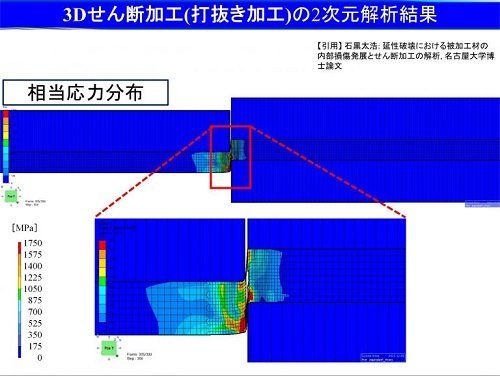 3Dせん断加工(打抜き加工)の2次元解析結果
【引用】 石黒太浩: 延性破壊における被加工材の
内部損傷発展とせん断加工の解析, 名古屋大学博
士論文
相当応力分布
[MPa]
1750
1575
1400
1225
1050
875
700
525
350
175
0